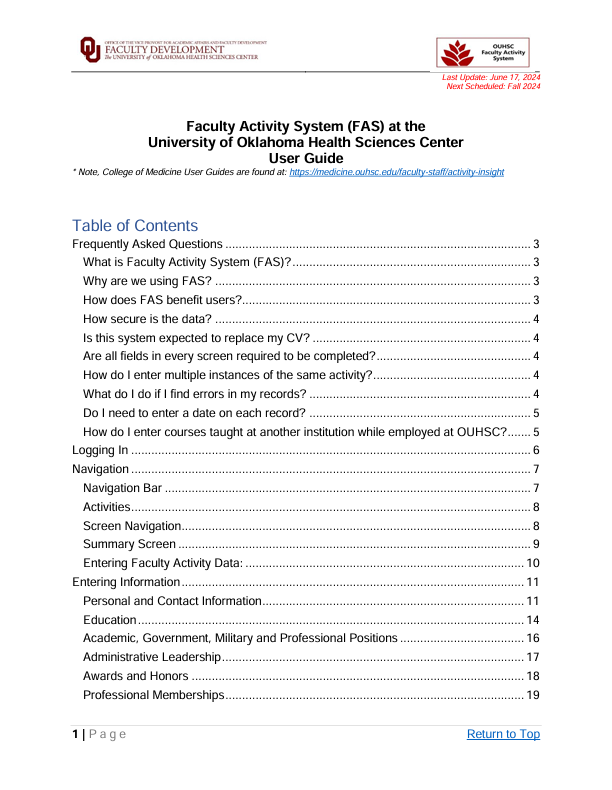 OFFICE OF THE VICE PROVOST FOR ACADEMIC AFFAIRS AND FACULTY DEVELOPMENT
FACULTY DEVELOPMENT
The UNIVERSITY of OKLAHOMA HEALTH SCIENCES CENTER
OUHSC
Faculty Activity
System
Last Update: June 17, 2024
Next Scheduled: Fall 2024
Faculty Activity System (FAS) at the
University of Oklahoma Health Sciences Center
User Guide
* Note, College of Medicine User Guides are found at: https://medicine.ouhsc.edu/faculty-staff/activity-insight
Table of Contents
Frequently Asked Questions ... 3
What is Faculty Activity System (FAS)? ... 3
Why are we using FAS? ... 3
How does FAS benefit users? ... 3
How secure is the data? ... 4
Is this system expected to replace my CV? ... 4
Are all fields in every screen required to be completed? ... 4
How do I enter multiple instances of the same activity? ... 4
What do I do if I find errors in my records? ... 4
Do I need to enter a date on each record? ... 5
How do I enter courses taught at another institution while employed at OUHSC? ... 5
Logging In ... 6
Navigation ... 7
Navigation Bar ... 7
Activities ... 8
Screen Navigation ... 8
Summary Screen ... 9
Entering Faculty Activity Data: ... 10
Entering Information ... 11
Personal and Contact Information ... 11
Education ... 14
Academic, Government, Military and Professional Positions ... 16
Administrative Leadership ... 17
Awards and Honors ... 18
Professional Memberships ... 19
1 | Page
Return to Top